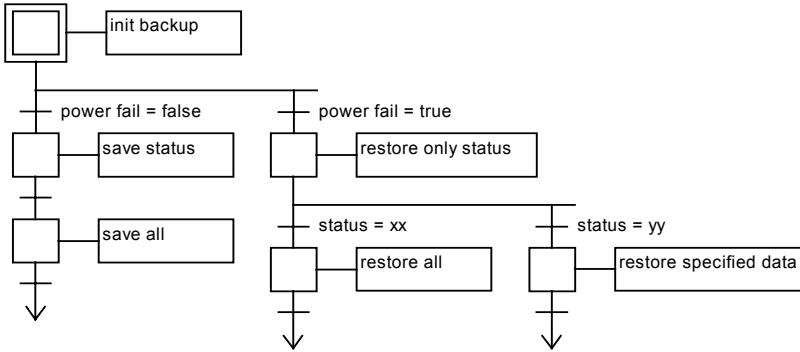 init backup
power fail = false
power fail = true
save status
restore only status
status = xx
status = yy
save all
restore all
restore specified data